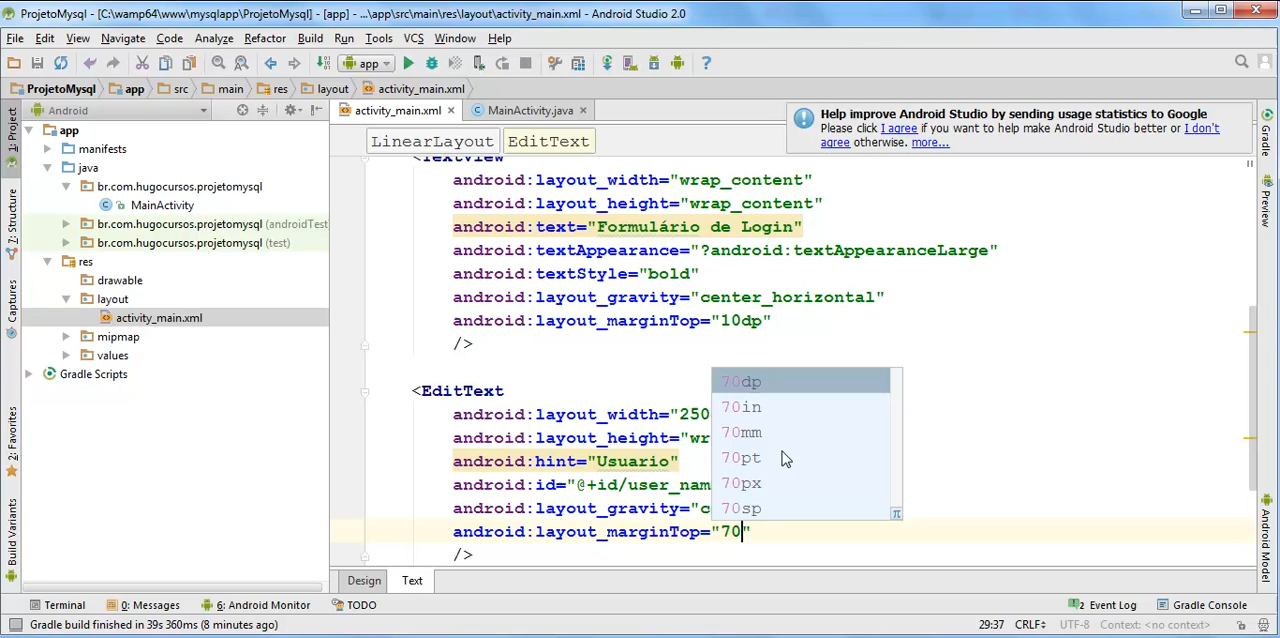 ProjetoMysql - [C:\wamp64\www\mysqlapp\ProjetoMysql] - [app] - ...\app\src\main\res\layout\activity_main.xml - Android Studio 2.0
File Edit View Navigate Code Analyze Refactor Build Run Tools VCS Window Help
app
ProjetoMysql app src main res layout activity_main.xml
Android
activity_main.xml MainActivity.java
Help improve Android Studio by sending usage statistics to Google
Please click I agree if you want to help make Android Studio better or I don't
agree otherwise. more...
LinearLayout EditText
1: Project
7: Structure
Captures
2: Favorites
Build Variants
app
manifests
java
br.com.hugocursos.projetomysql
MainActivity
br.com.hugocursos.projetomysql (androidTest
br.com.hugocursos.projetomysql (test)
res
drawable
layout
activity_main.xml
mipmap
values
Gradle Scripts
<TextView
android:layout_width="wrap_content"
android:layout_height="wrap_content"
android:text="Formulário de Login"
android:textAppearance="?android:textAppearanceLarge"
android:textStyle="bold"
android:layout_gravity="center_horizontal"
android:layout_marginTop="10dp"
/>
<EditText
android:layout_width="250
android:layout_height="wr
android:hint="Usuario"
android:id="@+id/user_nam
android:layout_gravity="c
android:layout_marginTop="70"
/>
70dp
70in
70mm
70pt
70px
70sp
π
Gradle
Preview
Android Model
Design Text
Terminal 0: Messages 6: Android Monitor TODO 2 Event Log Gradle Console
Gradle build finished in 39s 360ms (8 minutes ago) 29:37 CRLF UTF-8 Context: <no context>